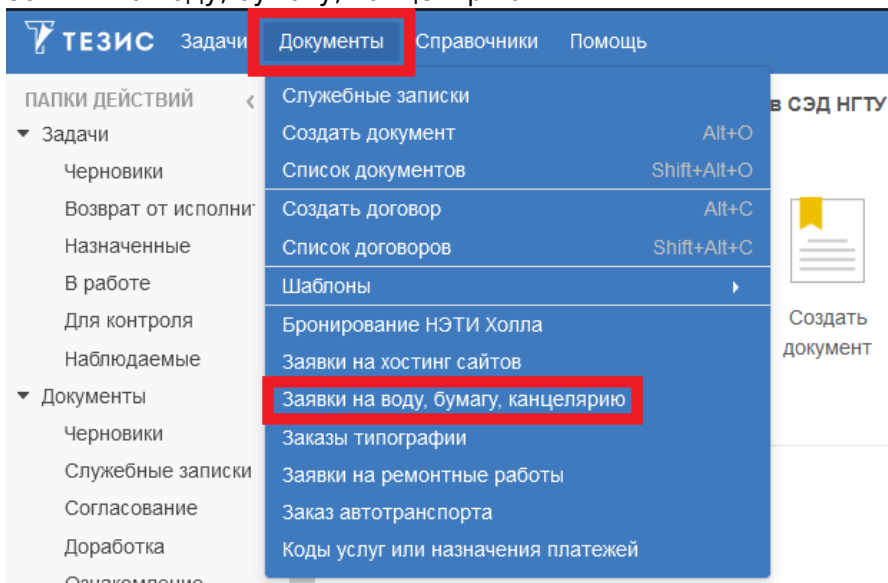 ТЕЗИС Задачи Документы Справочники Помощь
ПАПКИ ДЕЙСТВИЙ
Задачи
Черновики
Возврат от
Назначенные
В работе
Для контроля
Наблюдаемые
Документы
Черновики
Служебные записки
Согласование
Доработка
Ознакомление
Служебные записки
Создать документ Alt+O
Список документов Shift+Alt+O
Создать договор Alt+C
Список договоров Shift+Alt+C
Шаблоны
Бронирование НЭТИ Холла
Заявки на хостинг сайтов
Заявки на воду, бумагу, канцелярию
Заказы типографии
Заявки на ремонтные работы
Заказ автотранспорта
Коды услуг или назначения платежей
в СЭД НГТУ
Создать
документ